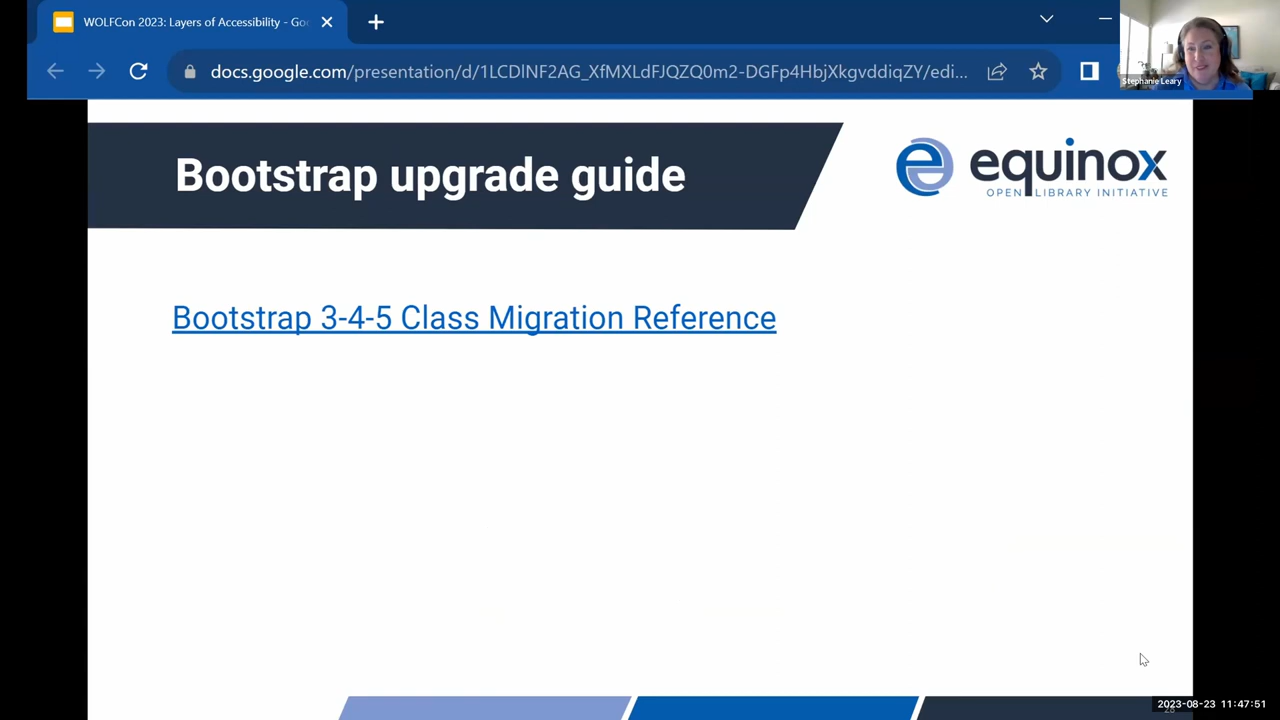 WOLFCon 2023: Layers of Accessibility - Goo
docs.google.com/presentation/d/1LCDlNF2AG_XfMXLdFJQZQ0m2-DGFp4HbjXkgvddiqZY/edi...
Stephanie Leary
Bootstrap upgrade guide
equinox
OPEN LIBRARY INITIATIVE
Bootstrap 3-4-5 Class Migration Reference
2023-08-23 11:47:51